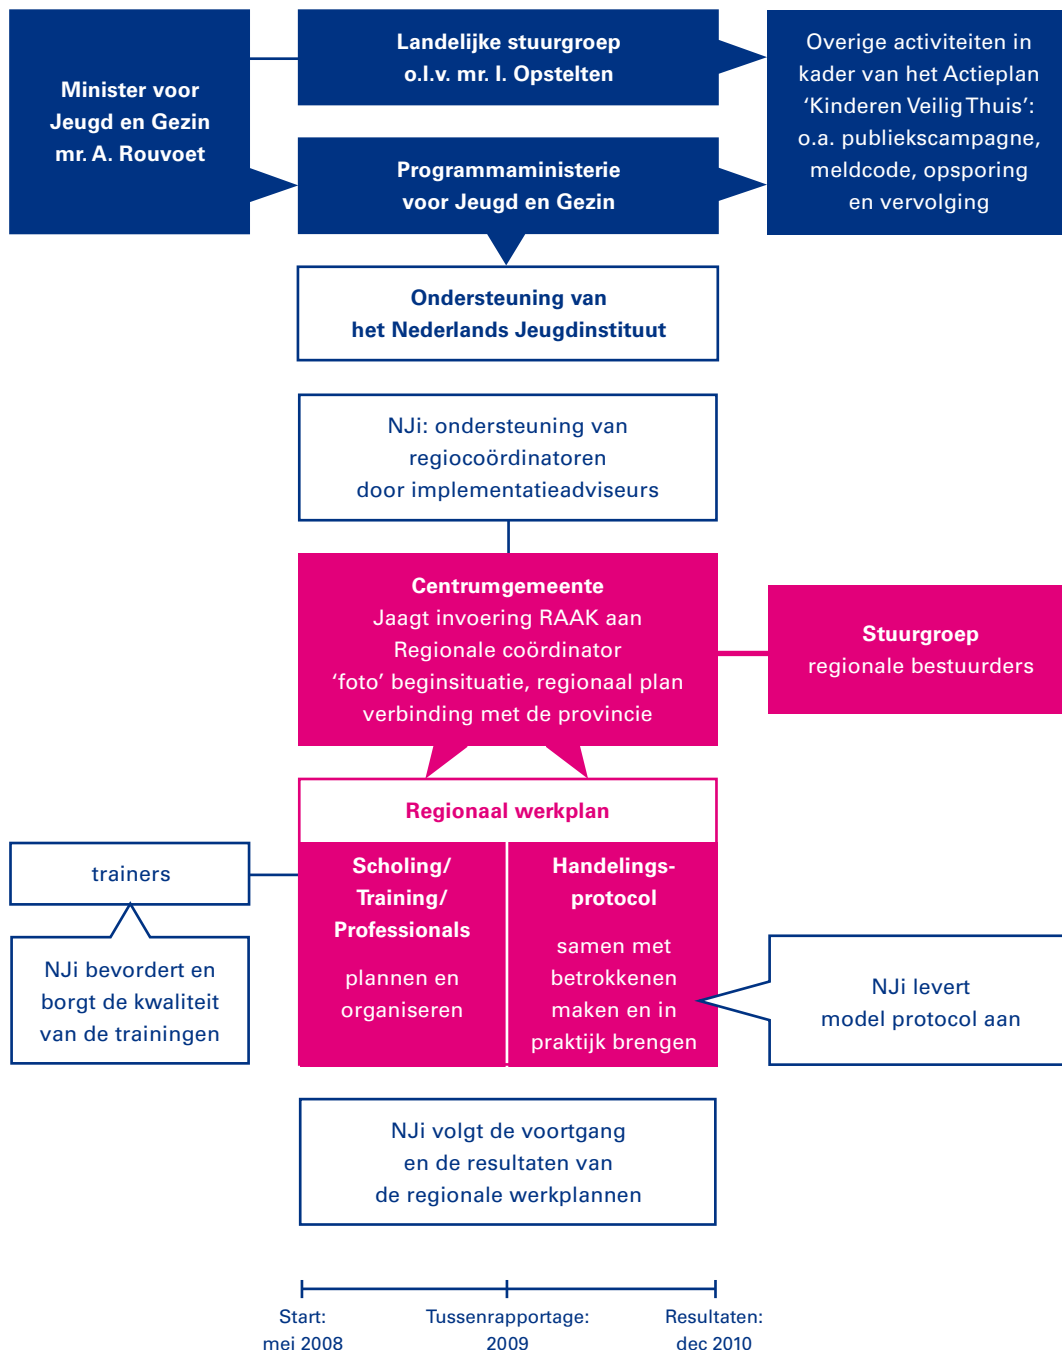 Minister voor
Jeugd en Gezin
mr. A. Rouvoet
Landelijke stuurgroep
o.l.v. mr. I. Opstelten
Programmaministerie
voor Jeugd en Gezin
Overige activiteiten in
kader van het Actieplan
‘Kinderen Veilig Thuis’:
o.a. publiekscampagne,
meldcode, opsporing
en vervolging
Ondersteuning van
het Nederlands Jeugdinstituut
NJi: ondersteuning van
regiocoördinatoren
door implementatieadviseurs
Centrumgemeente
Jaagt invoering RAAK aan
Regionale coördinator
‘foto’ beginsituatie, regionaal plan
verbinding met de provincie
Stuurgroep
regionale bestuurders
Regionaal werkplan
trainers
NJi bevordert en
borgt de kwaliteit
van de trainingen
Scholing/
Training/
Professionals
plannen en
organiseren
Handelings-
protocol
samen met
betrokkenen
maken en in
praktijk brengen
NJi levert
model protocol aan
NJi volgt de voortgang
en de resultaten van
de regionale werkplannen
Start:
mei 2008
Tussenrapportage:
2009
Resultaten:
dec 2010